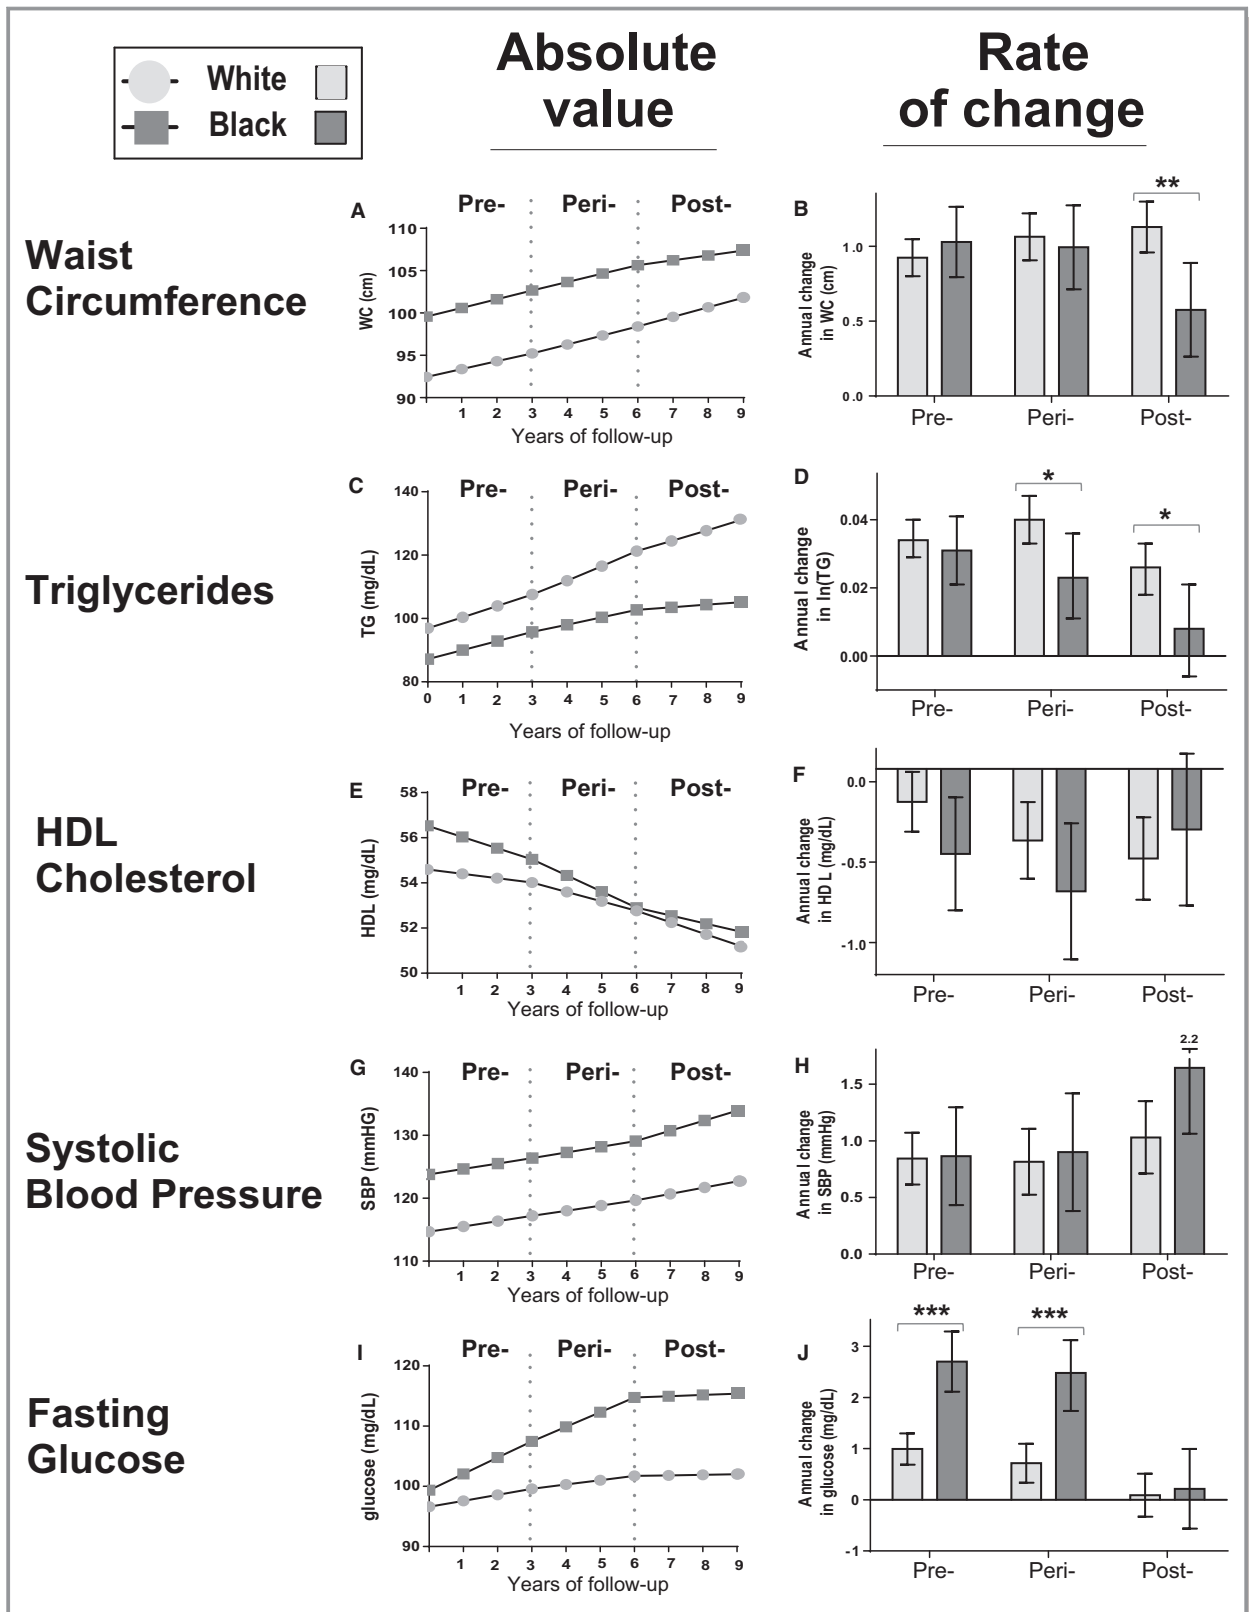 Absolute
value
Rate
of change
White
Black
Waist
Circumference
A
Pre-
Peri-
Post-
110
105
100
95
90
WC (cm)
1 2 3 4 5 6 7 8 9
Years of follow-up
B
**
1.0
0.5
0.0
Annual change
in WC (cm)
Pre-
Peri-
Post-
Triglycerides
C
Pre-
Peri-
Post-
140
120
100
80
TG (mg/dL)
0 1 2 3 4 5 6 7 8 9
Years of follow-up
D
*
*
0.04
0.02
0.00
Annual change
in ln(TG)
Pre-
Peri-
Post-
HDL
Cholesterol
E
Pre-
Peri-
Post-
58
56
54
52
50
HDL (mg/dL)
1 2 3 4 5 6 7 8 9
Years of follow-up
F
0.0
-0.5
-1.0
Annual change
in HD L (mg/dL)
Pre-
Peri-
Post-
Systolic
Blood Pressure
G
Pre-
Peri-
Post-
140
130
120
110
SBP (mmHG)
1 2 3 4 5 6 7 8 9
Years of follow-up
H
2.2
1.5
1.0
0.5
0.0
Annual change
in SBP (mmHg)
Pre-
Peri-
Post-
Fasting
Glucose
I
Pre-
Peri-
Post-
120
110
100
90
glucose (mg/dL)
1 2 3 4 5 6 7 8 9
Years of follow-up
J
***
***
3
2
1
0
-1
Annual change
in glucose (mg/dL)
Pre-
Peri-
Post-